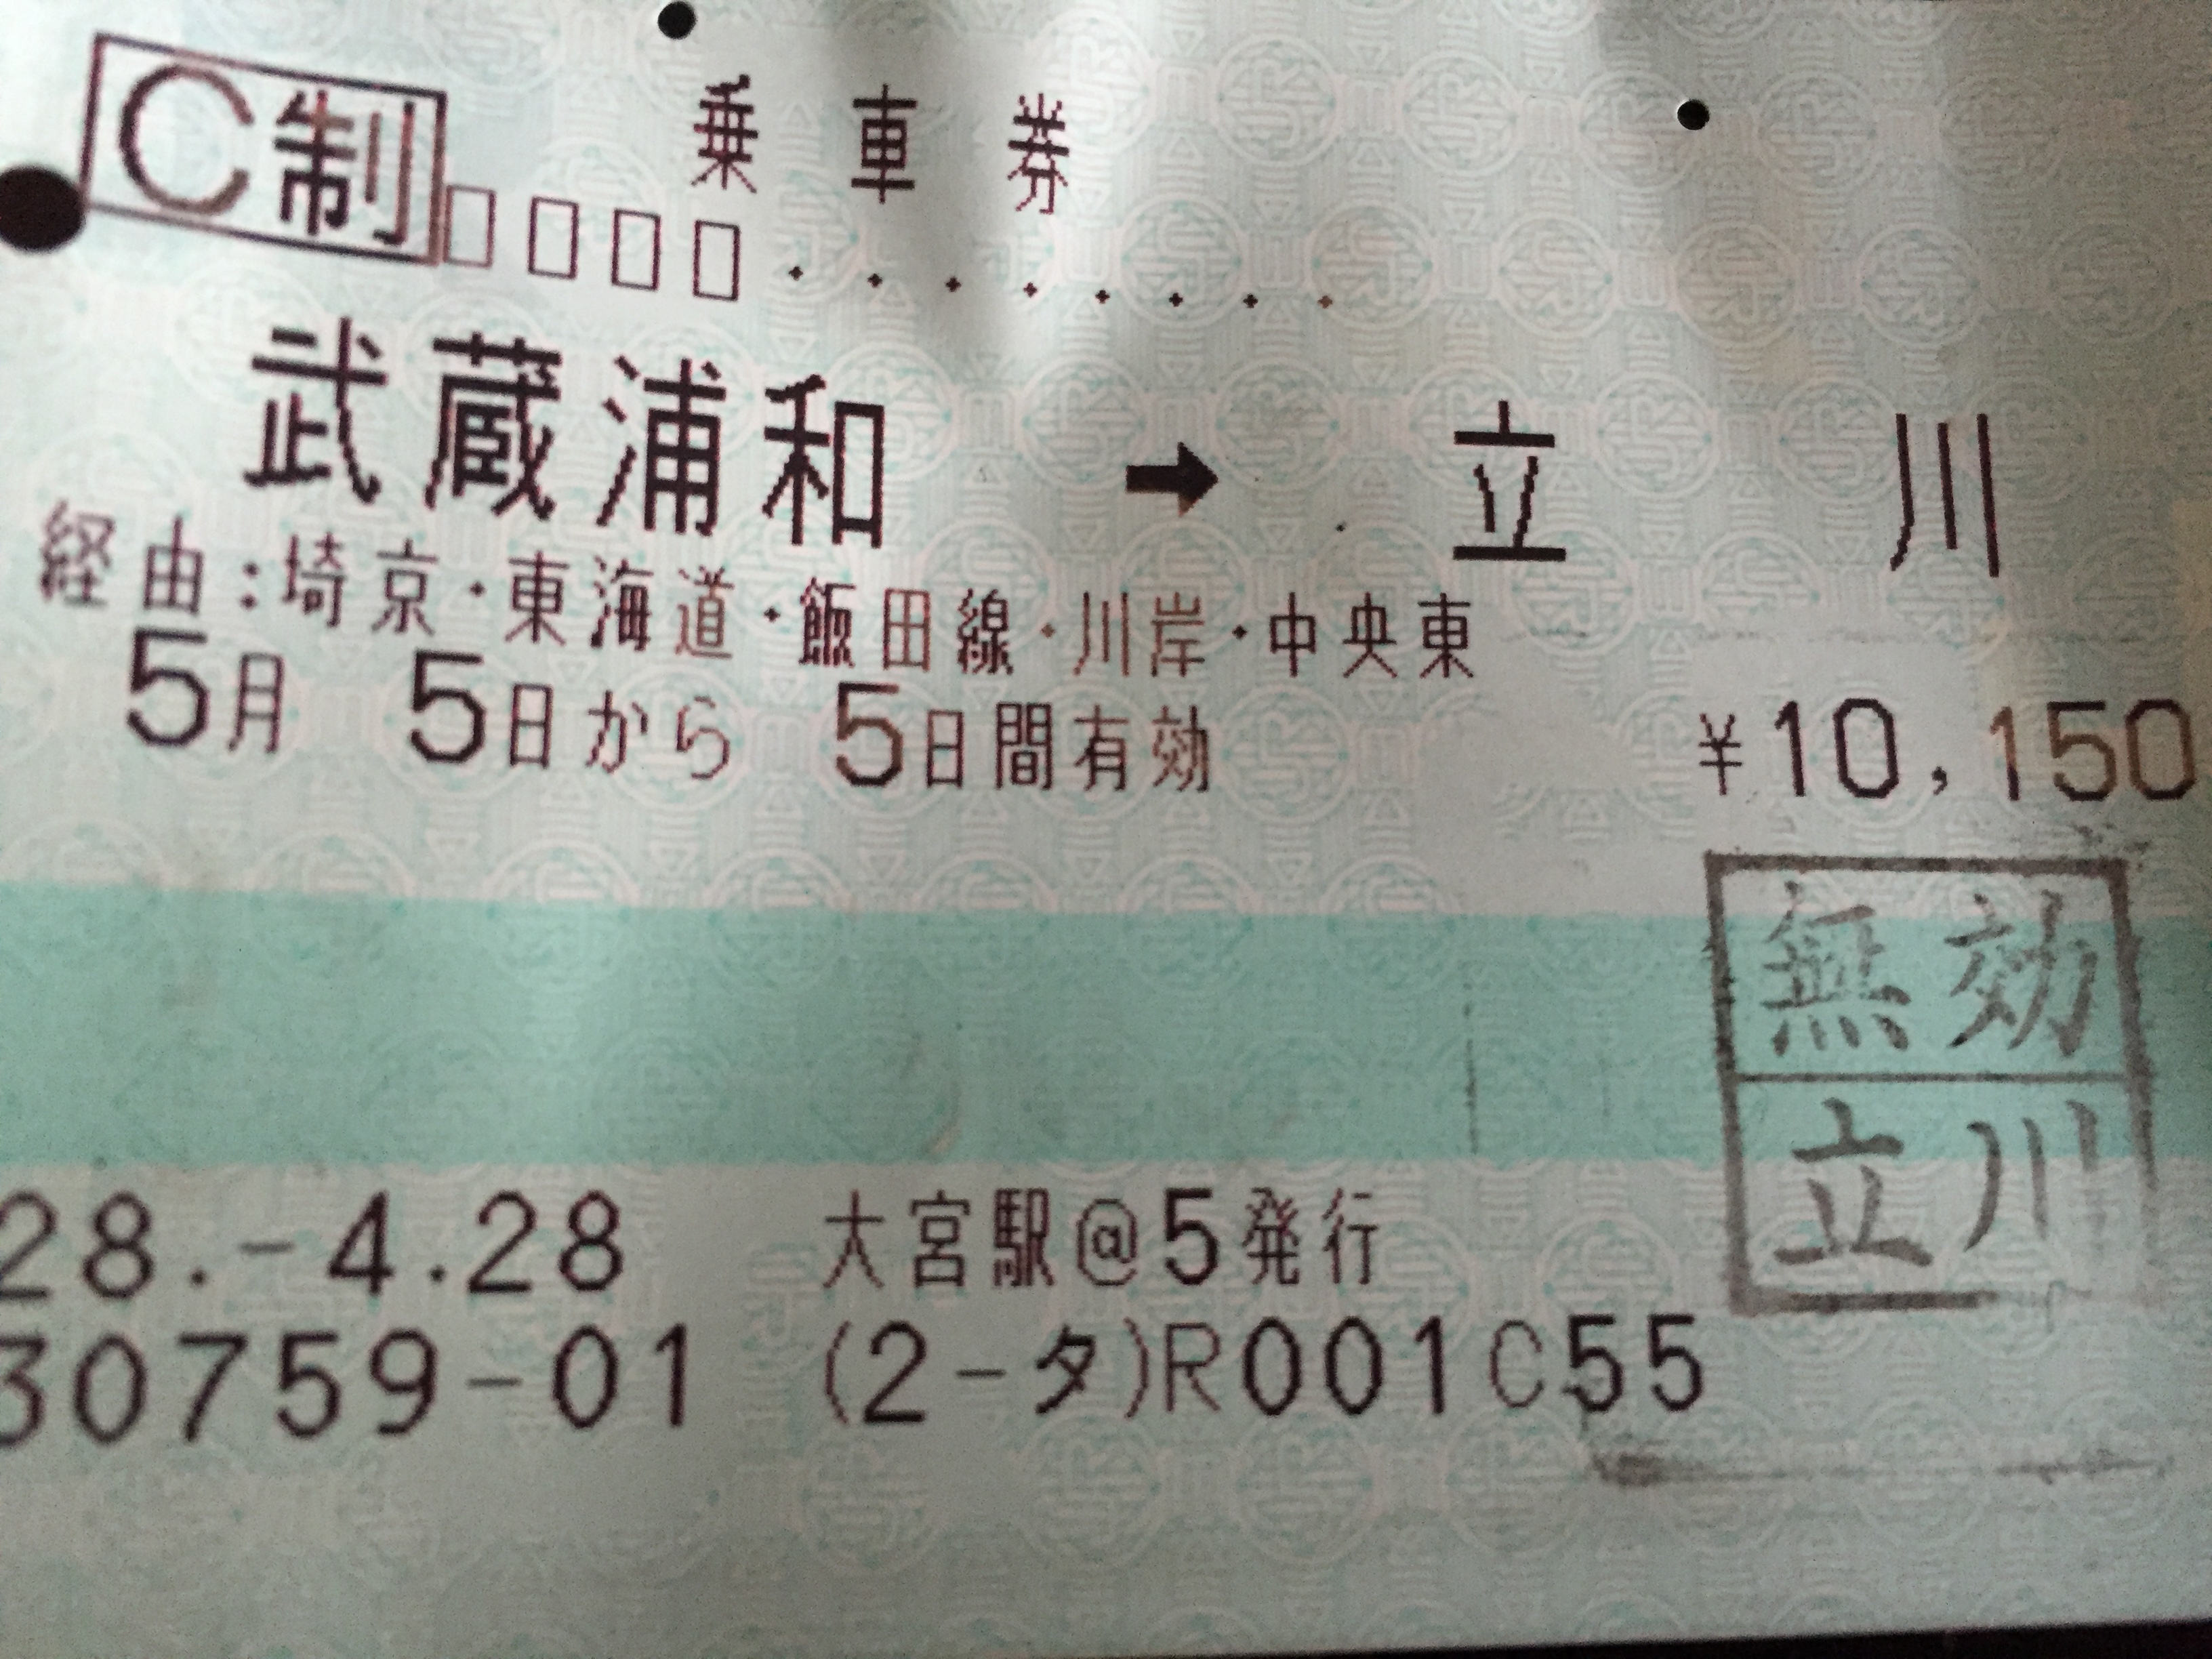 C制
乗車券
□□□□・・・・・・・・
武蔵浦和 → 立川
経由:埼京・東海道・飯田線・川岸・中央東
5月 5日から 5日間有効 ¥10,150
無効
立川
28.-4.28 大宮駅@5発行
30759-01 (2-タ)R001C55